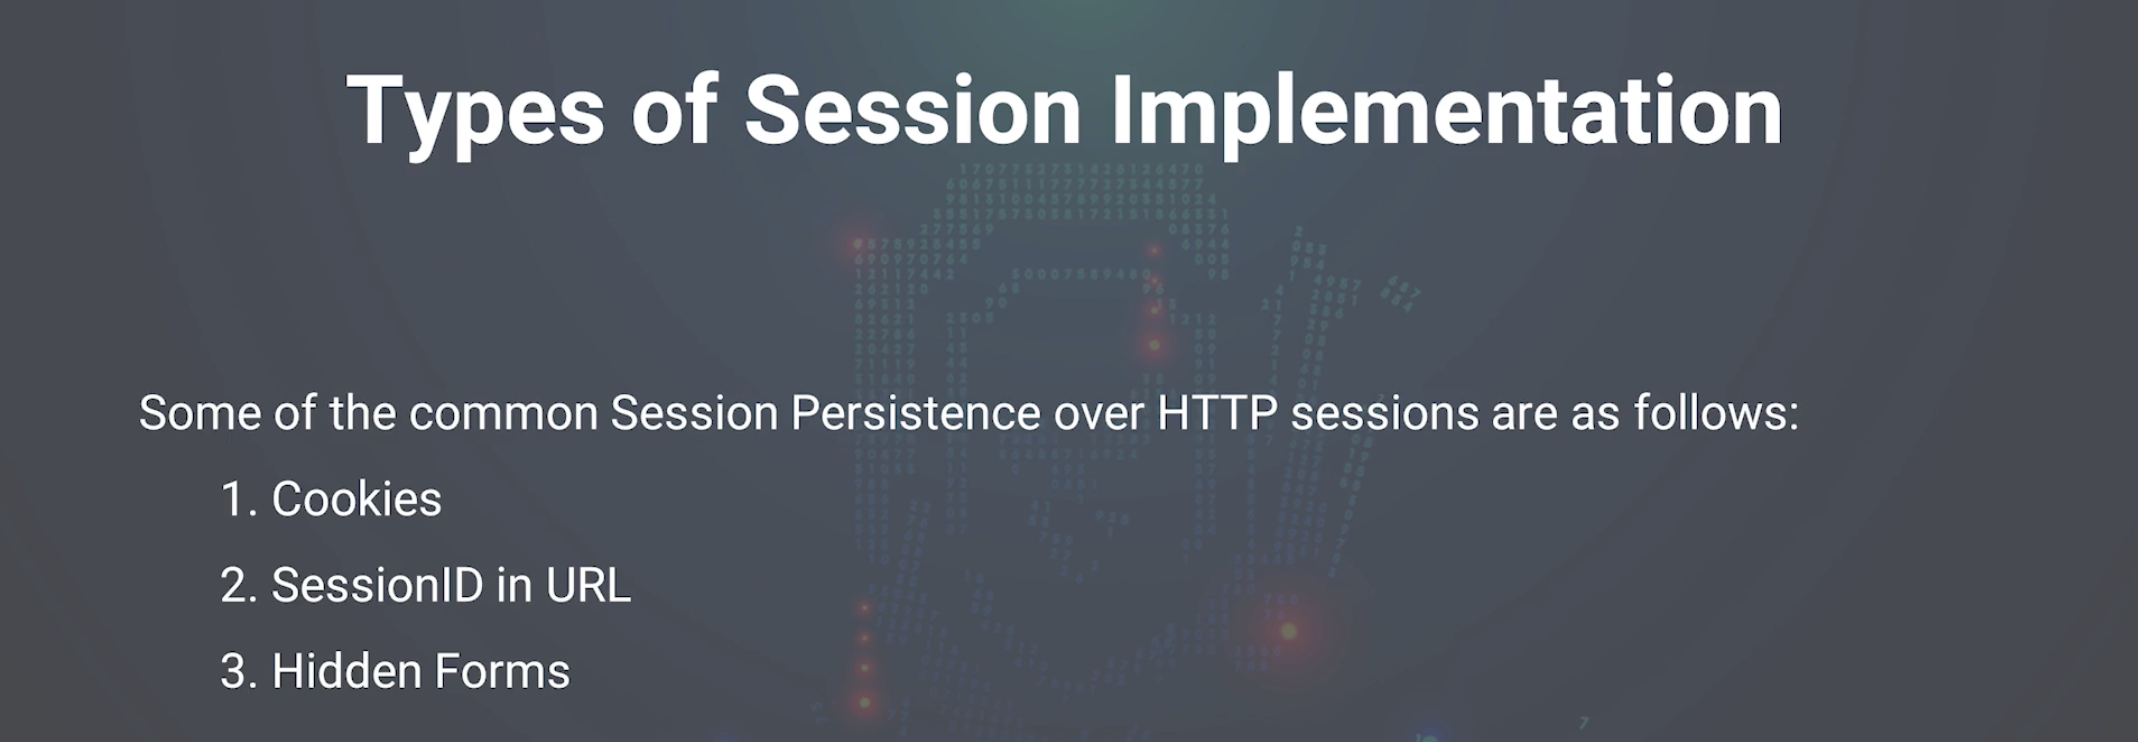 Types of Session Implementation
Some of the common Session Persistence over HTTP sessions are as follows:
1. Cookies
2. SessionID in URL
3. Hidden Forms